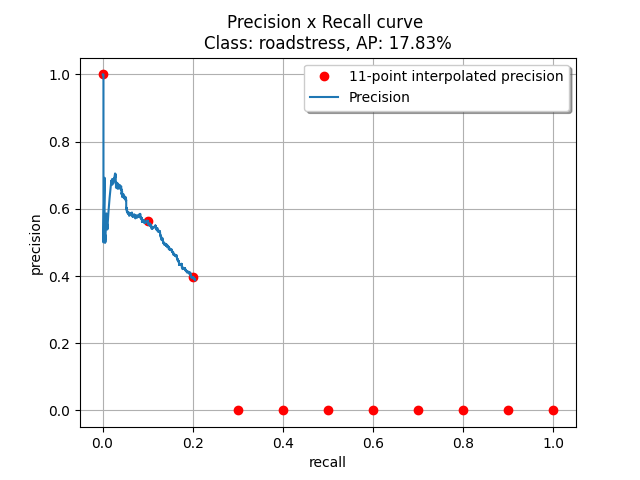 Precision x Recall curve
Class: roadstress, AP: 17.83%
11-point interpolated precision
Precision
1.0
0.8
0.6
0.4
0.2
0.0
precision
0.0 0.2 0.4 0.6 0.8 1.0
recall